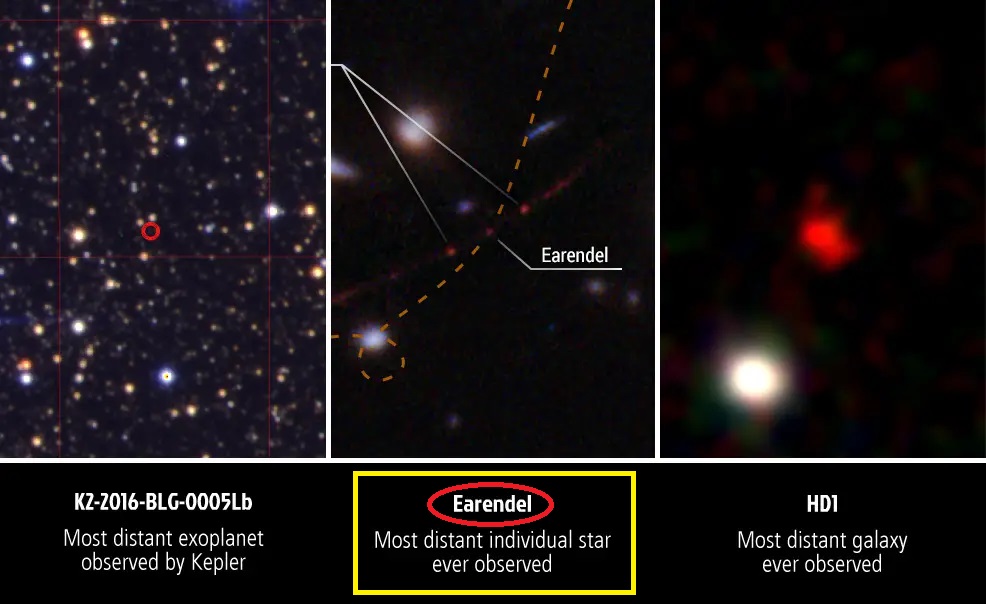 Earendel
K2-2016-BLG-0005Lb
Most distant exoplanet
observed by Kepler
Earendel
Most distant individual star
ever observed
HD1
Most distant galaxy
ever observed